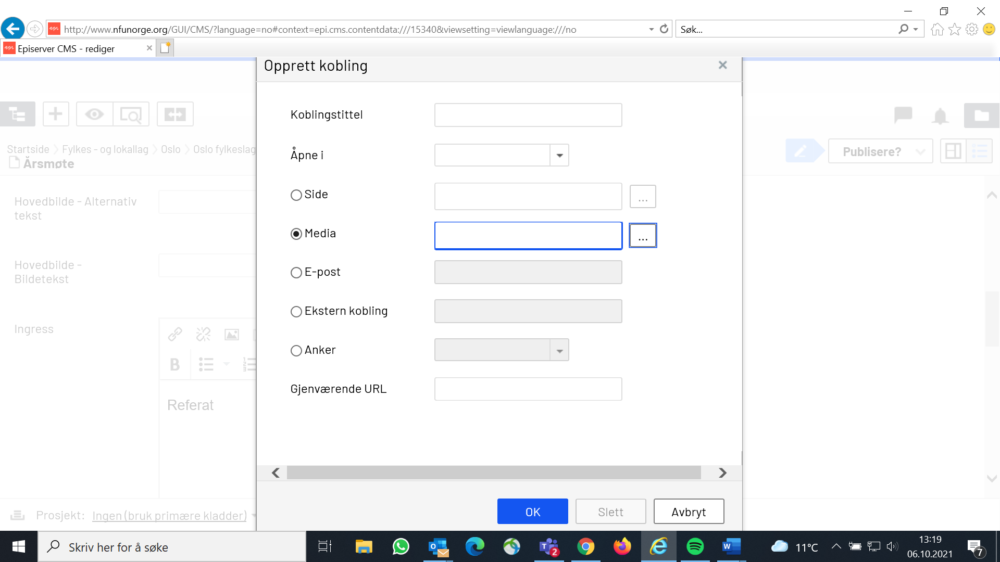 http://www.nfunorge.org/GUI/CMS/?language=no#context=epi.cms.contentdata:///15340&viewsetting=viewlanguage:///no
Søk...
epi
Episerver CMS - rediger
Opprett kobling
Startside
Fylkes - og lokallag
Oslo
Oslo fylkeslag
Årsmøte
Publisere?
Hovedbilde - Alternativ
tekst
Hovedbilde -
Bildetekst
Ingress
B
Referat
Koblingstittel
Åpne i
Side
...
Media
...
E-post
Ekstern kobling
Anker
Gjenværende URL
OK
Slett
Avbryt
Prosjekt: Ingen (bruk primære kladder)
Skriv her for å søke
2
11°C
13:19
06.10.2021
7